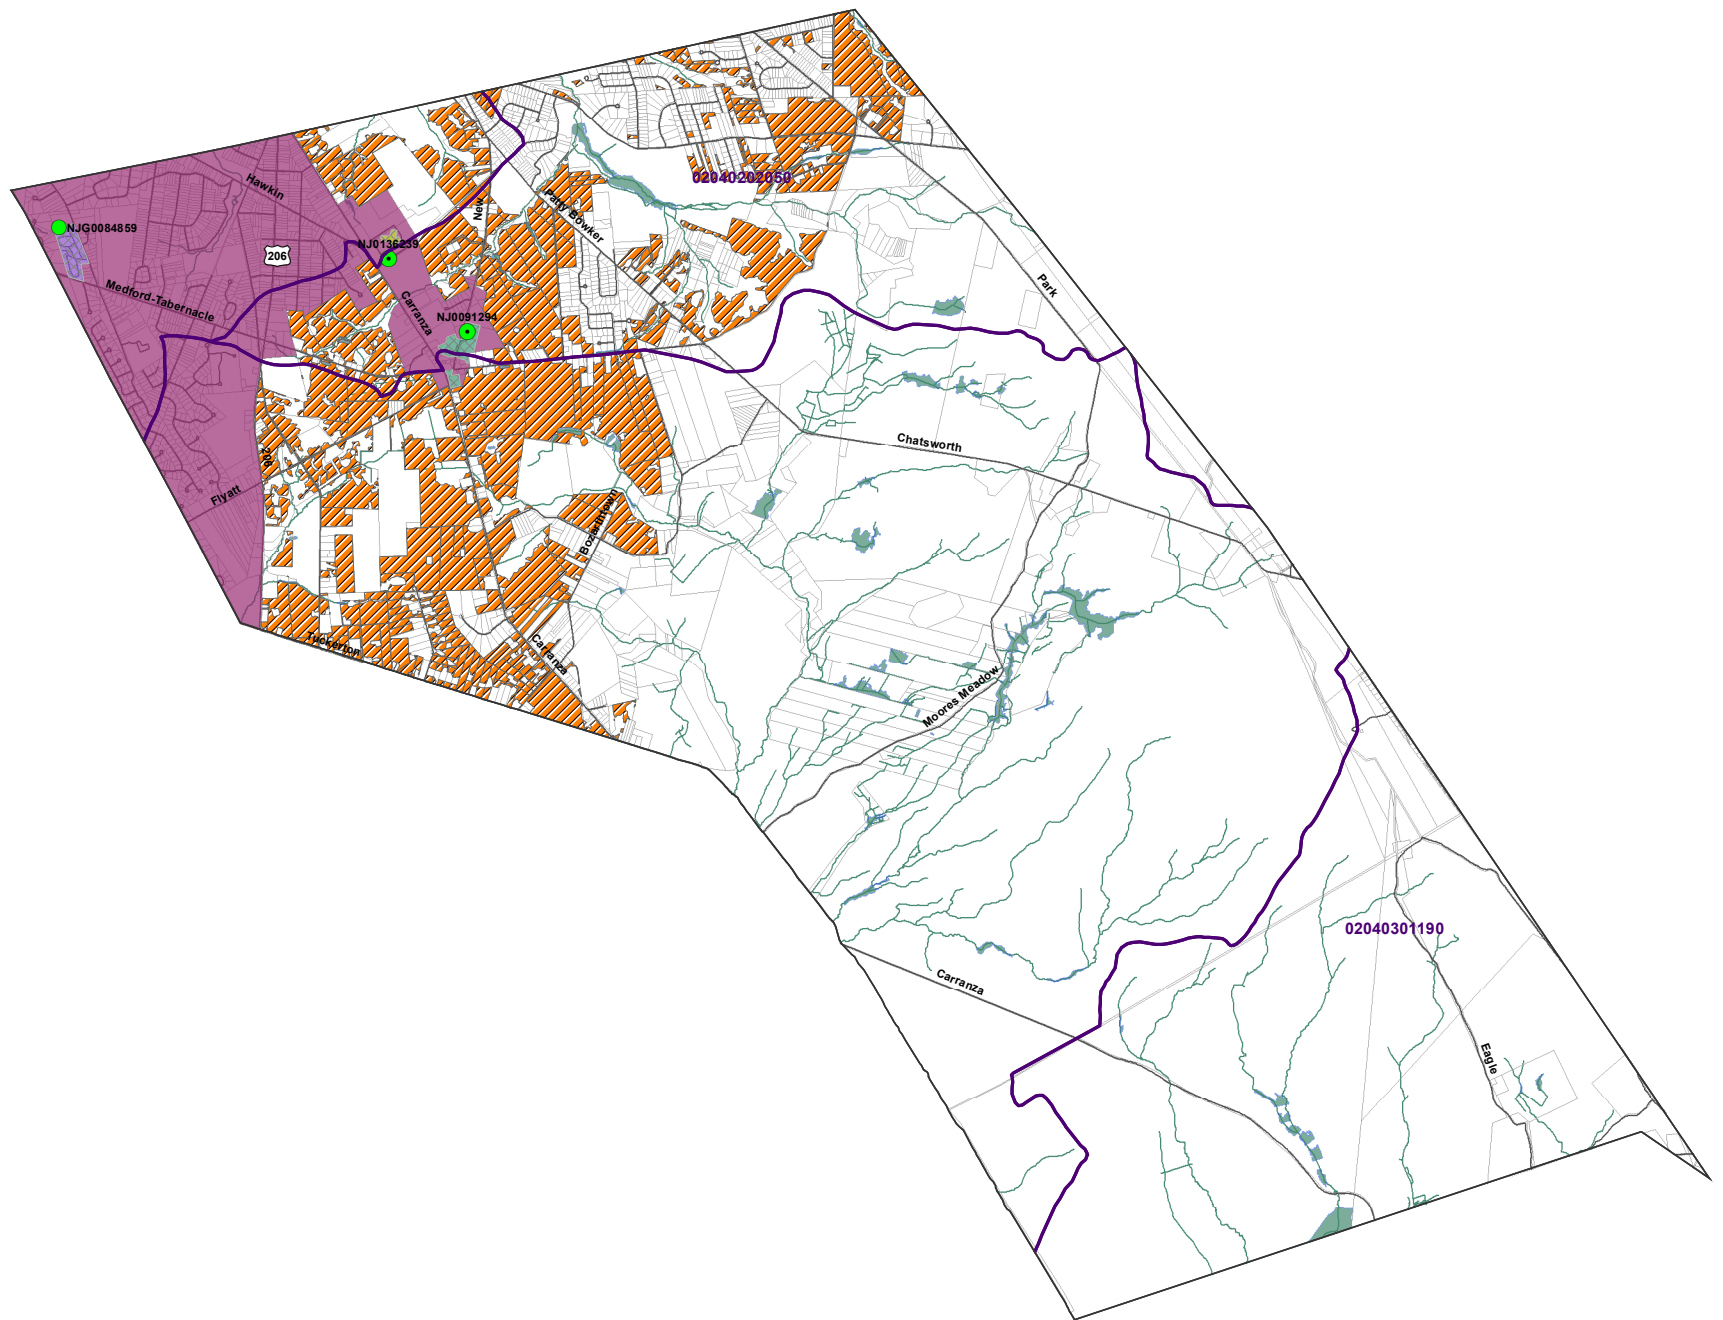 02040202050
Hawkin
Patty Bowker
New
NJG0084859
NJ0136239
206
Park
Medford-Tabernacle
Carranza
NJ0091294
Chatsworth
206
Flyatt
Bozarthtown
Tuckerton
Carranza
Moores Meadow
02040301190
Carranza
Eagle